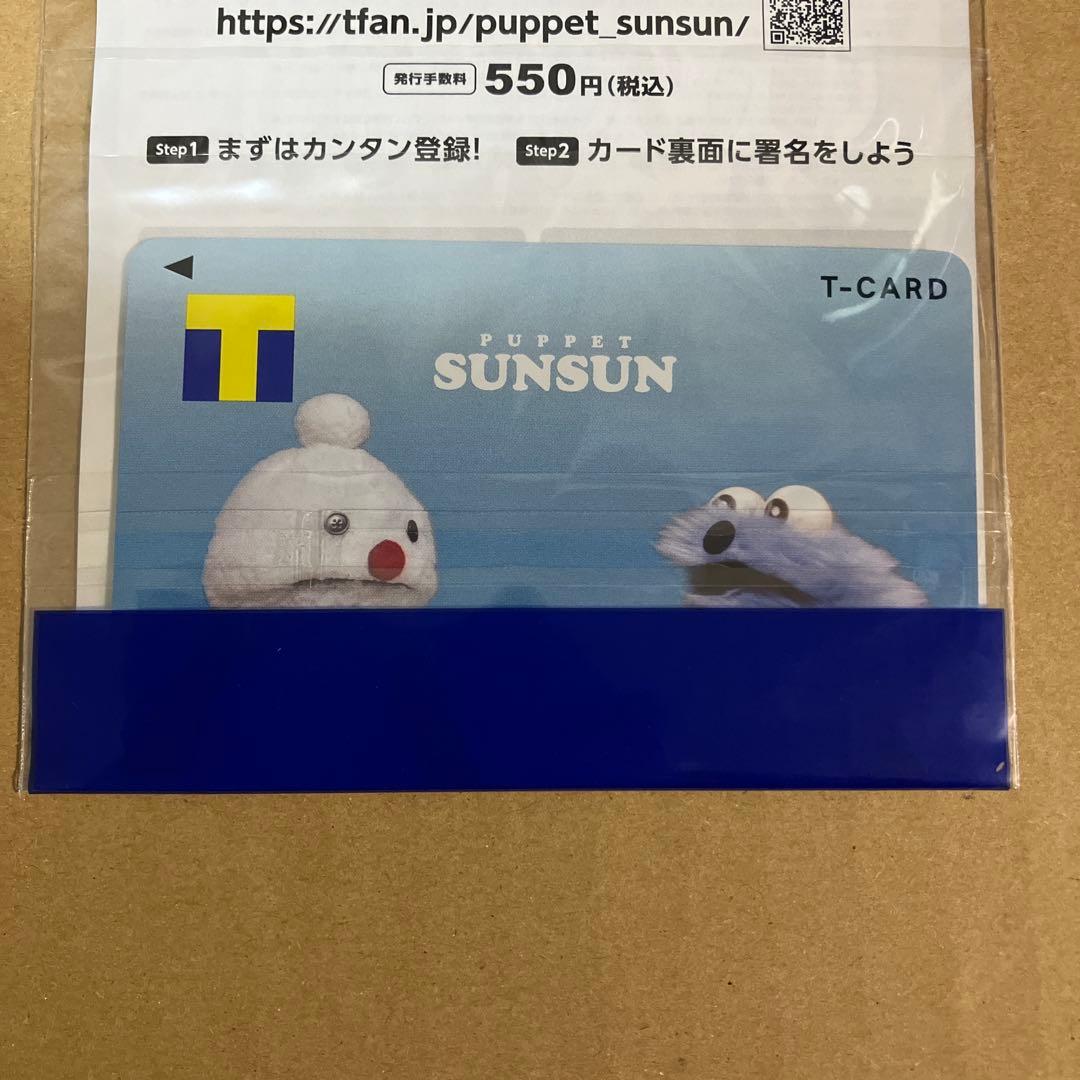 https://tfan.jp/puppet_sunsun/
発行手数料 550円(税込)
Step1 まずはカンタン登録! Step2 カード裏面に署名をしよう
T-CARD
T
PUPPET
SUNSUN